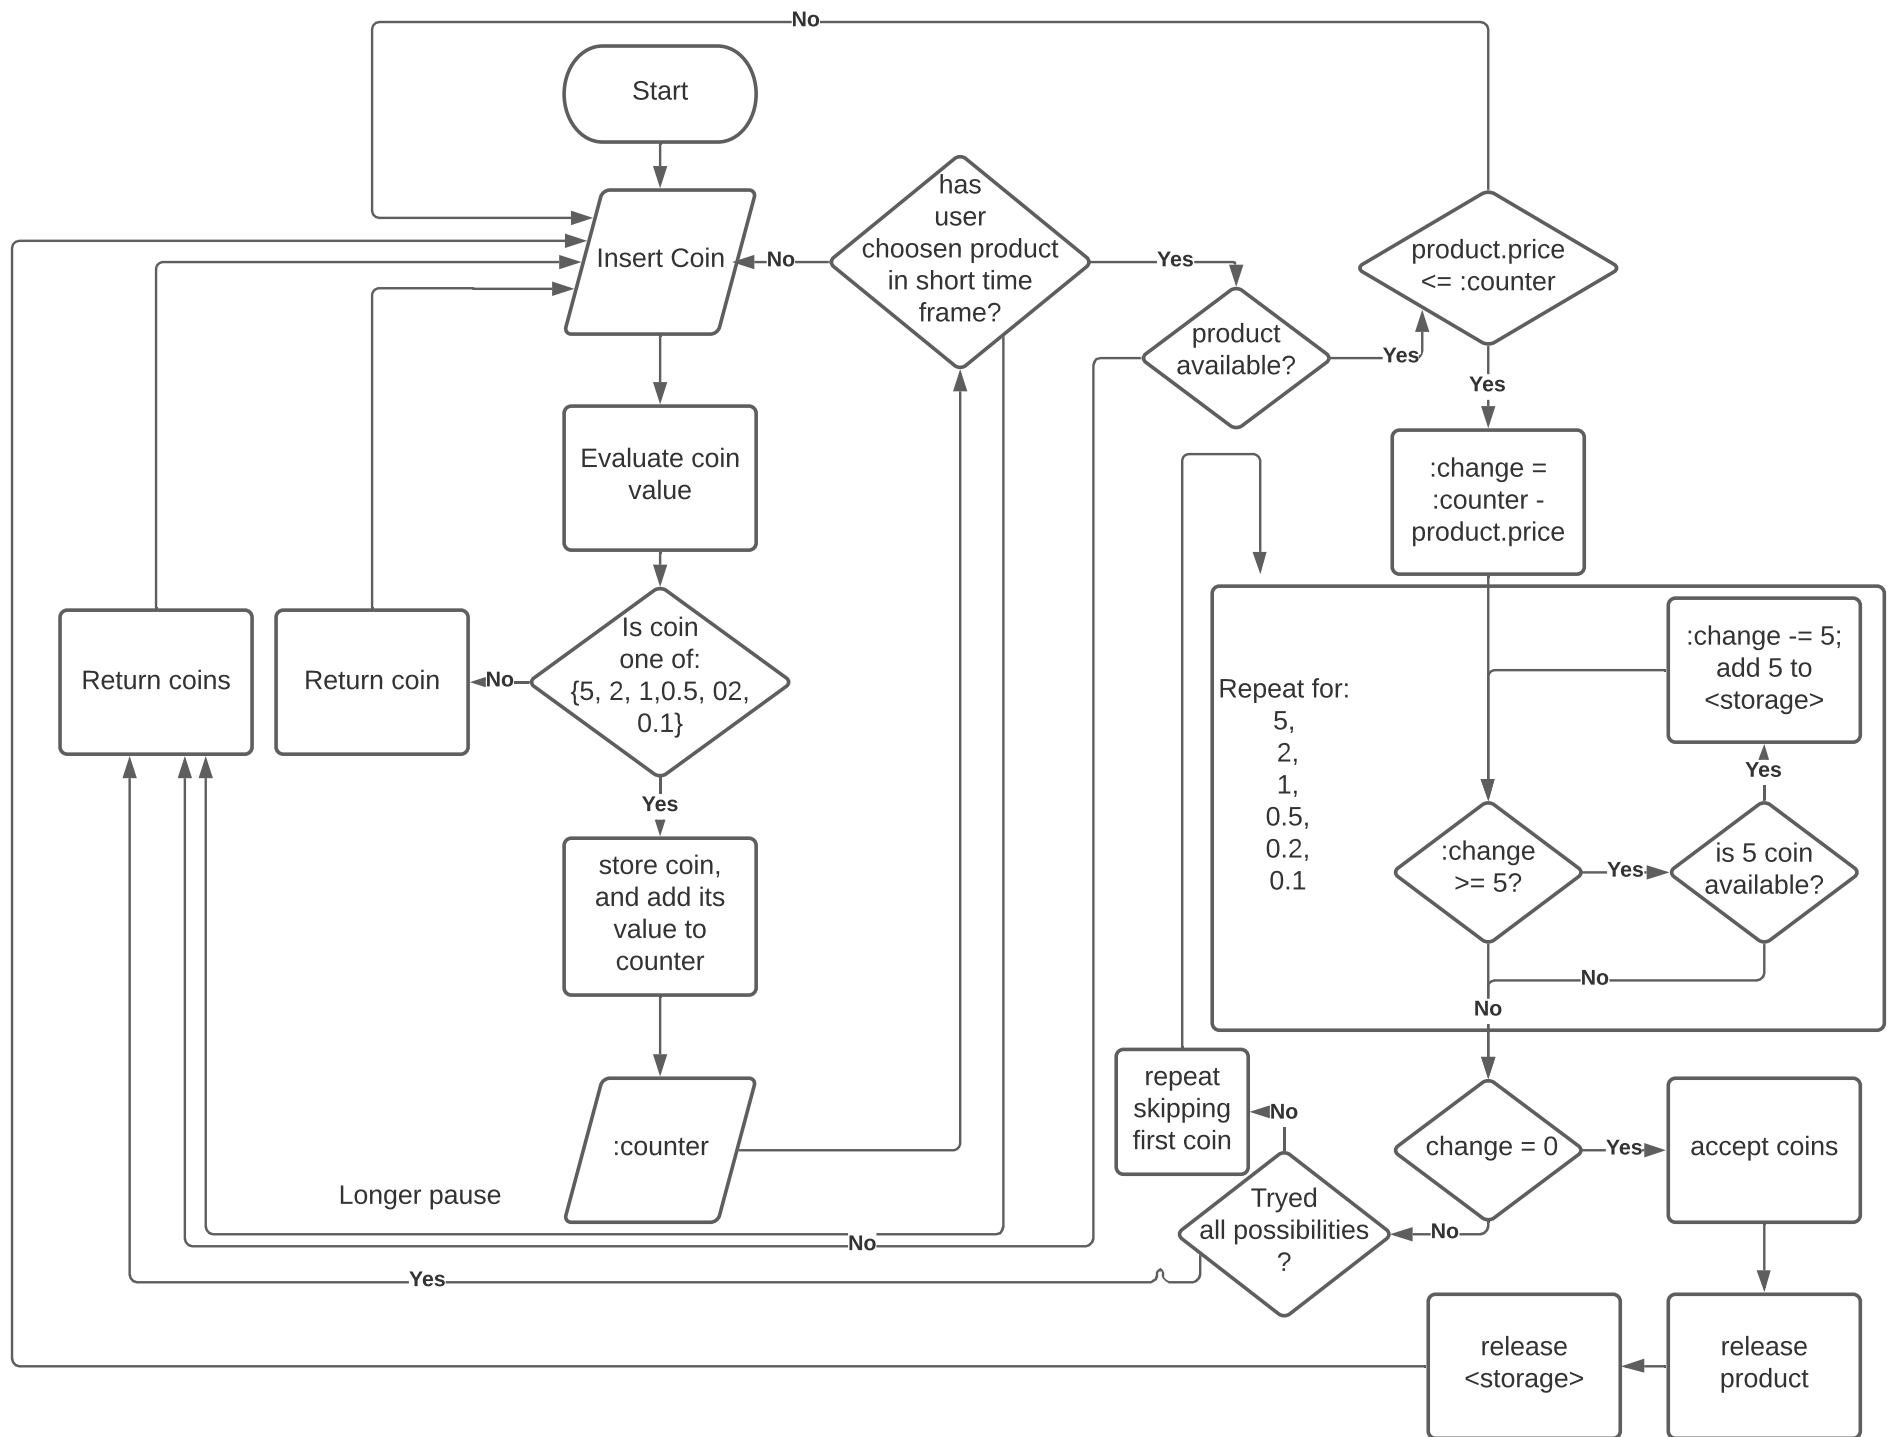 No
Start
has
user
choosen product
in short time
frame?
Insert Coin
No
Yes
product.price
<= :counter
product
available?
Yes
Yes
Evaluate coin
value
:change =
:counter -
product.price
Is coin
one of:
{5, 2, 1,0.5, 02,
0.1}
No
Return coin
Return coins
Yes
Repeat for:
5,
2,
1,
0.5,
0.2,
0.1
:change -= 5;
add 5 to
<storage>
Yes
:change
>= 5?
Yes
is 5 coin
available?
No
No
store coin,
and add its
value to
counter
:counter
Longer pause
No
Yes
repeat
skipping
first coin
No
Tryed
all possibilities
?
No
change = 0
Yes
accept coins
release
<storage>
release
product